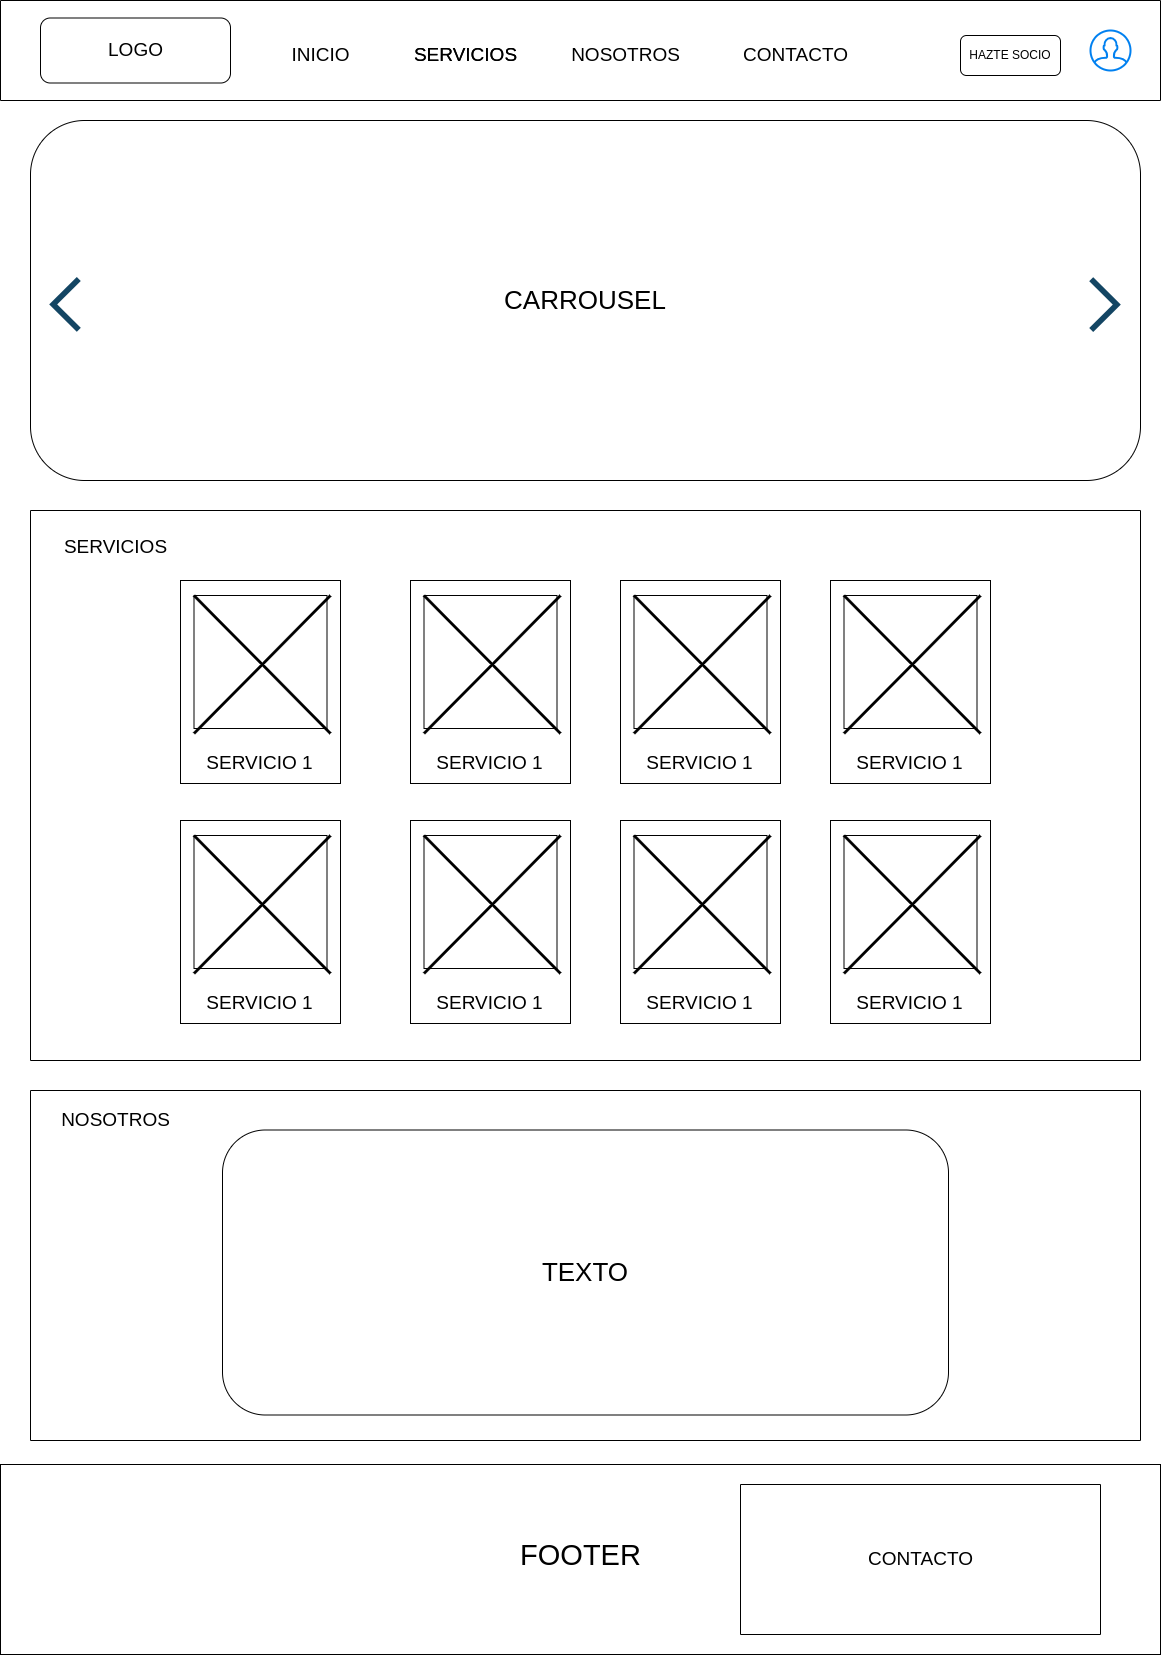 LOGO
INICIO
SERVICIOS
NOSOTROS
CONTACTO
HAZTE SOCIO
CARROUSEL
SERVICIOS
SERVICIO 1
SERVICIO 1
SERVICIO 1
SERVICIO 1
SERVICIO 1
SERVICIO 1
SERVICIO 1
SERVICIO 1
NOSOTROS
TEXTO
FOOTER
CONTACTO